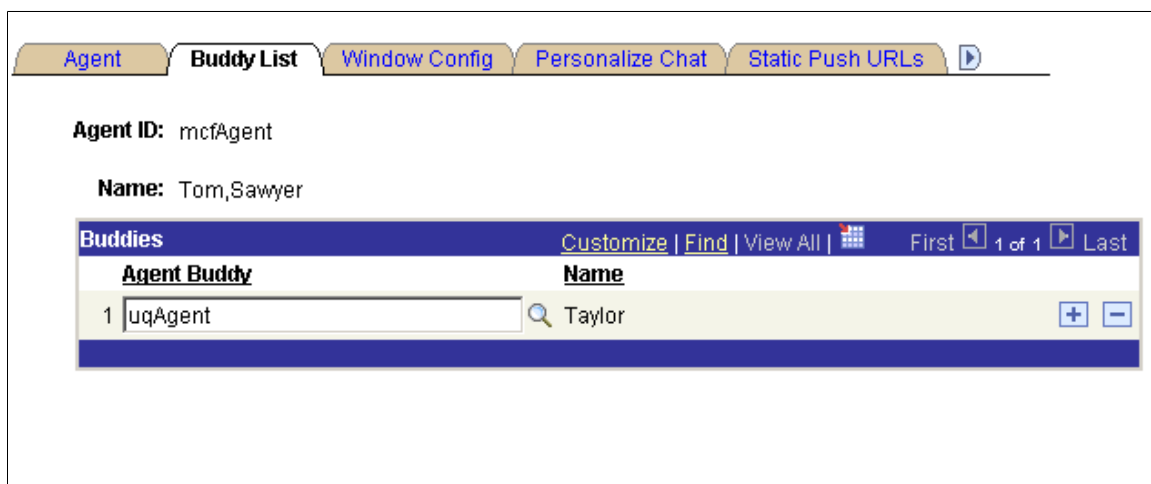 Agent Buddy List Window Config Personalize Chat Static Push URLs
Agent ID: mcfAgent
Name: Tom,Sawyer
Buddies Customize | Find | View All | First 1 of 1 Last
Agent Buddy Name
1 uqAgent Taylor